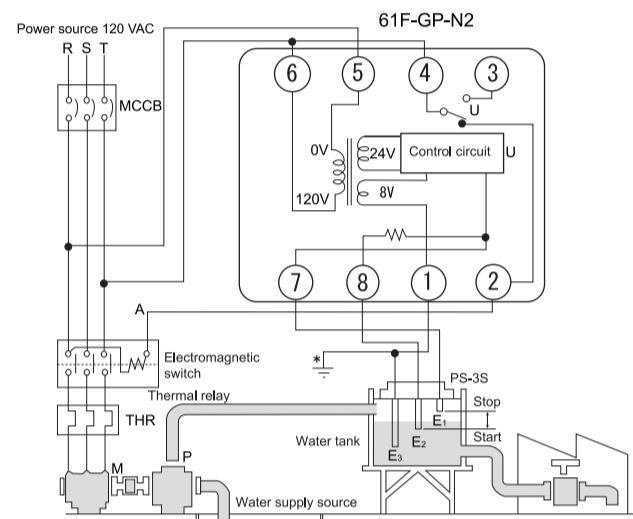 61F-GP-N2
Power source 120 VAC
R S T
MCCB
6 5 4 3
U
0V
24V
Control circuit
U
120V
8V
7 8 1 2
A
*
Electromagnetic
switch
PS-3S
Thermal relay
Stop
THR
E1
Water tank
E2
Start
E3
M
P
Water supply source